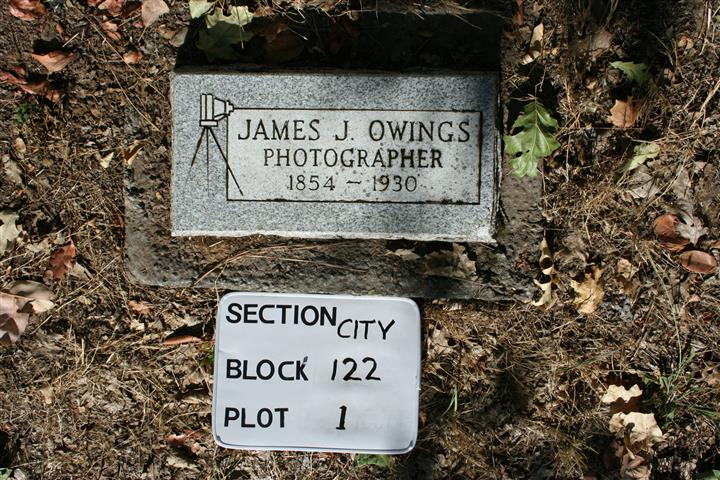 JAMES J. OWINGS
PHOTOGRAPHER
1854 ~ 1930
SECTION CITY
BLOCK 122
PLOT 1